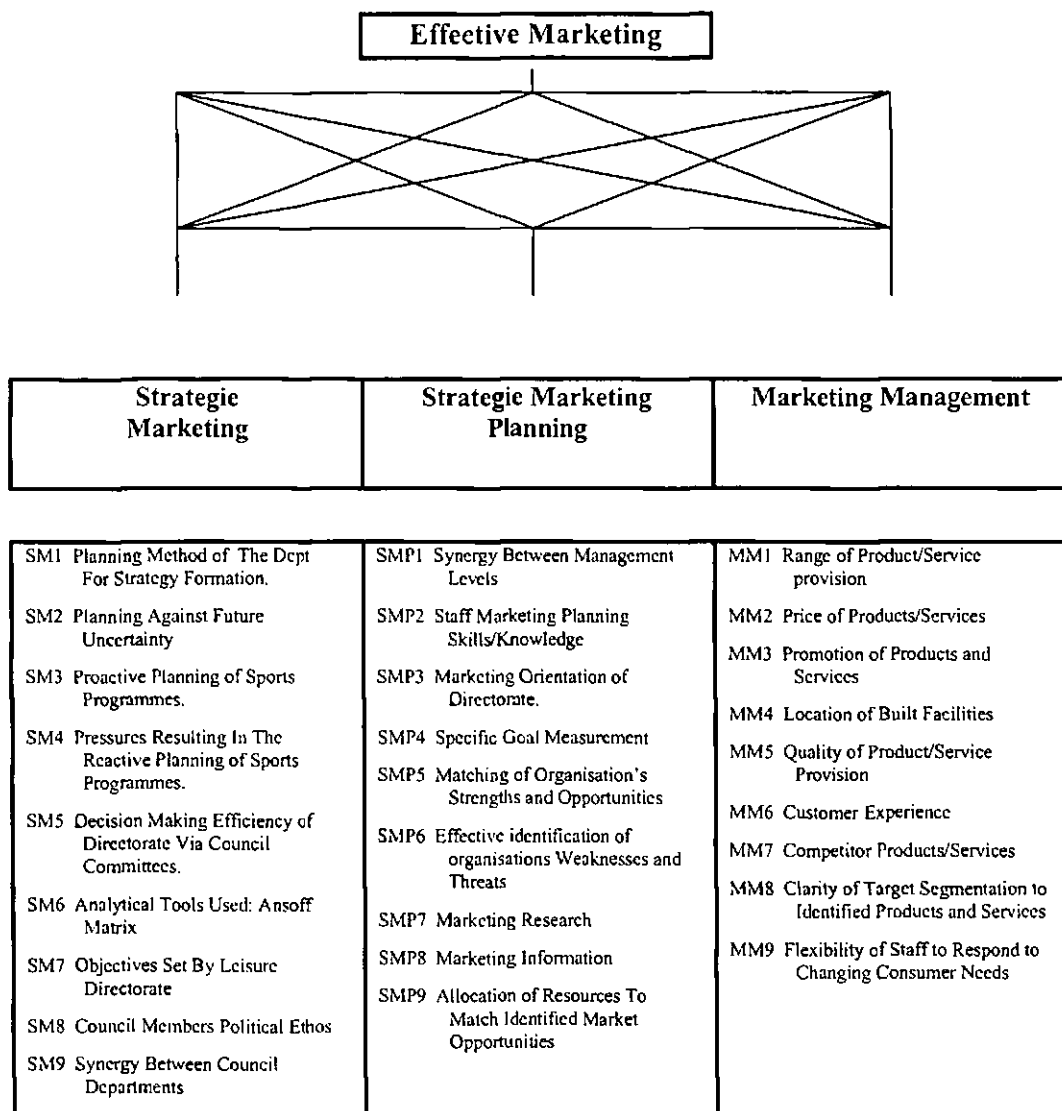 Effective Marketing
Strategic
Marketing
Strategic Marketing
Planning
Marketing Management
SM1 Planning Method of The Dept
For Strategy Formation.
SM2 Planning Against Future
Uncertainty
SM3 Proactive Planning of Sports
Programmes.
SM4 Pressures Resulting In The
Reactive Planning of Sports
Programmes.
SM5 Decision Making Efficiency of
Directorate Via Council
Committees.
SM6 Analytical Tools Used: Ansoff
Matrix
SM7 Objectives Set By Leisure
Directorate
SM8 Council Members Political Ethos
SM9 Synergy Between Council
Departments
SMP1 Synergy Between Management
Levels
SMP2 Staff Marketing Planning
Skills/Knowledge
SMP3 Marketing Orientation of
Directorate.
SMP4 Specific Goal Measurement
SMP5 Matching of Organisation's
Strengths and Opportunities
SMP6 Effective identification of
organisations Weaknesses and
Threats
SMP7 Marketing Research
SMP8 Marketing Information
SMP9 Allocation of Resources To
Match Identified Market
Opportunities
MM1 Range of Product/Service
provision
MM2 Price of Products/Services
MM3 Promotion of Products and
Services
MM4 Location of Built Facilities
MM5 Quality of Product/Service
Provision
MM6 Customer Experience
MM7 Competitor Products/Services
MM8 Clarity of Target Segmentation to
Identified Products and Services
MM9 Flexibility of Staff to Respond to
Changing Consumer Needs